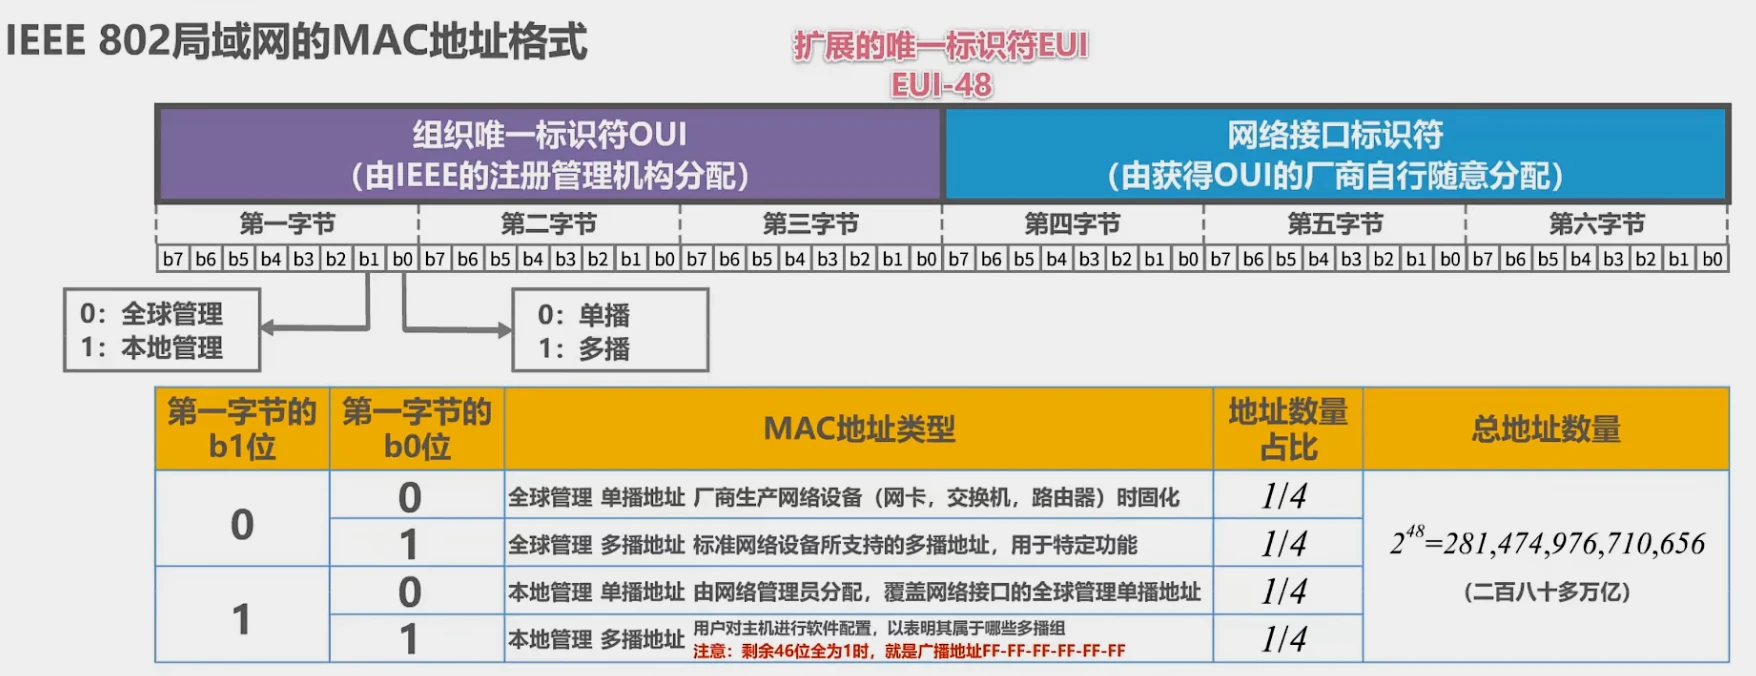 IEEE 802局域网的MAC地址格式
扩展的唯一标识符EUI
EUI-48
组织唯一标识符OUI
（由IEEE的注册管理机构分配）
网络接口标识符
（由获得OUI的厂商自行随意分配）
第一字节 第二字节 第三字节 第四字节 第五字节 第六字节
b7 b6 b5 b4 b3 b2 b1 b0 b7 b6 b5 b4 b3 b2 b1 b0 b7 b6 b5 b4 b3 b2 b1 b0 b7 b6 b5 b4 b3 b2 b1 b0 b7 b6 b5 b4 b3 b2 b1 b0 b7 b6 b5 b4 b3 b2 b1 b0
0：全球管理
1：本地管理
0：单播
1：多播
第一字节的
b1位
第一字节的
b0位
MAC地址类型
地址数量
占比
总地址数量
0
0 全球管理 单播地址 厂商生产网络设备（网卡，交换机，路由器）时固化 1/4
1 全球管理 多播地址 标准网络设备所支持的多播地址，用于特定功能 1/4
1
0 本地管理 单播地址 由网络管理员分配，覆盖网络接口的全球管理单播地址 1/4
1 本地管理 多播地址 用户对主机进行软件配置，以表明其属于哪些多播组
注意：剩余46位全为1时，就是广播地址FF-FF-FF-FF-FF-FF
1/4
2^48=281,474,976,710,656
（二百八十多万亿）